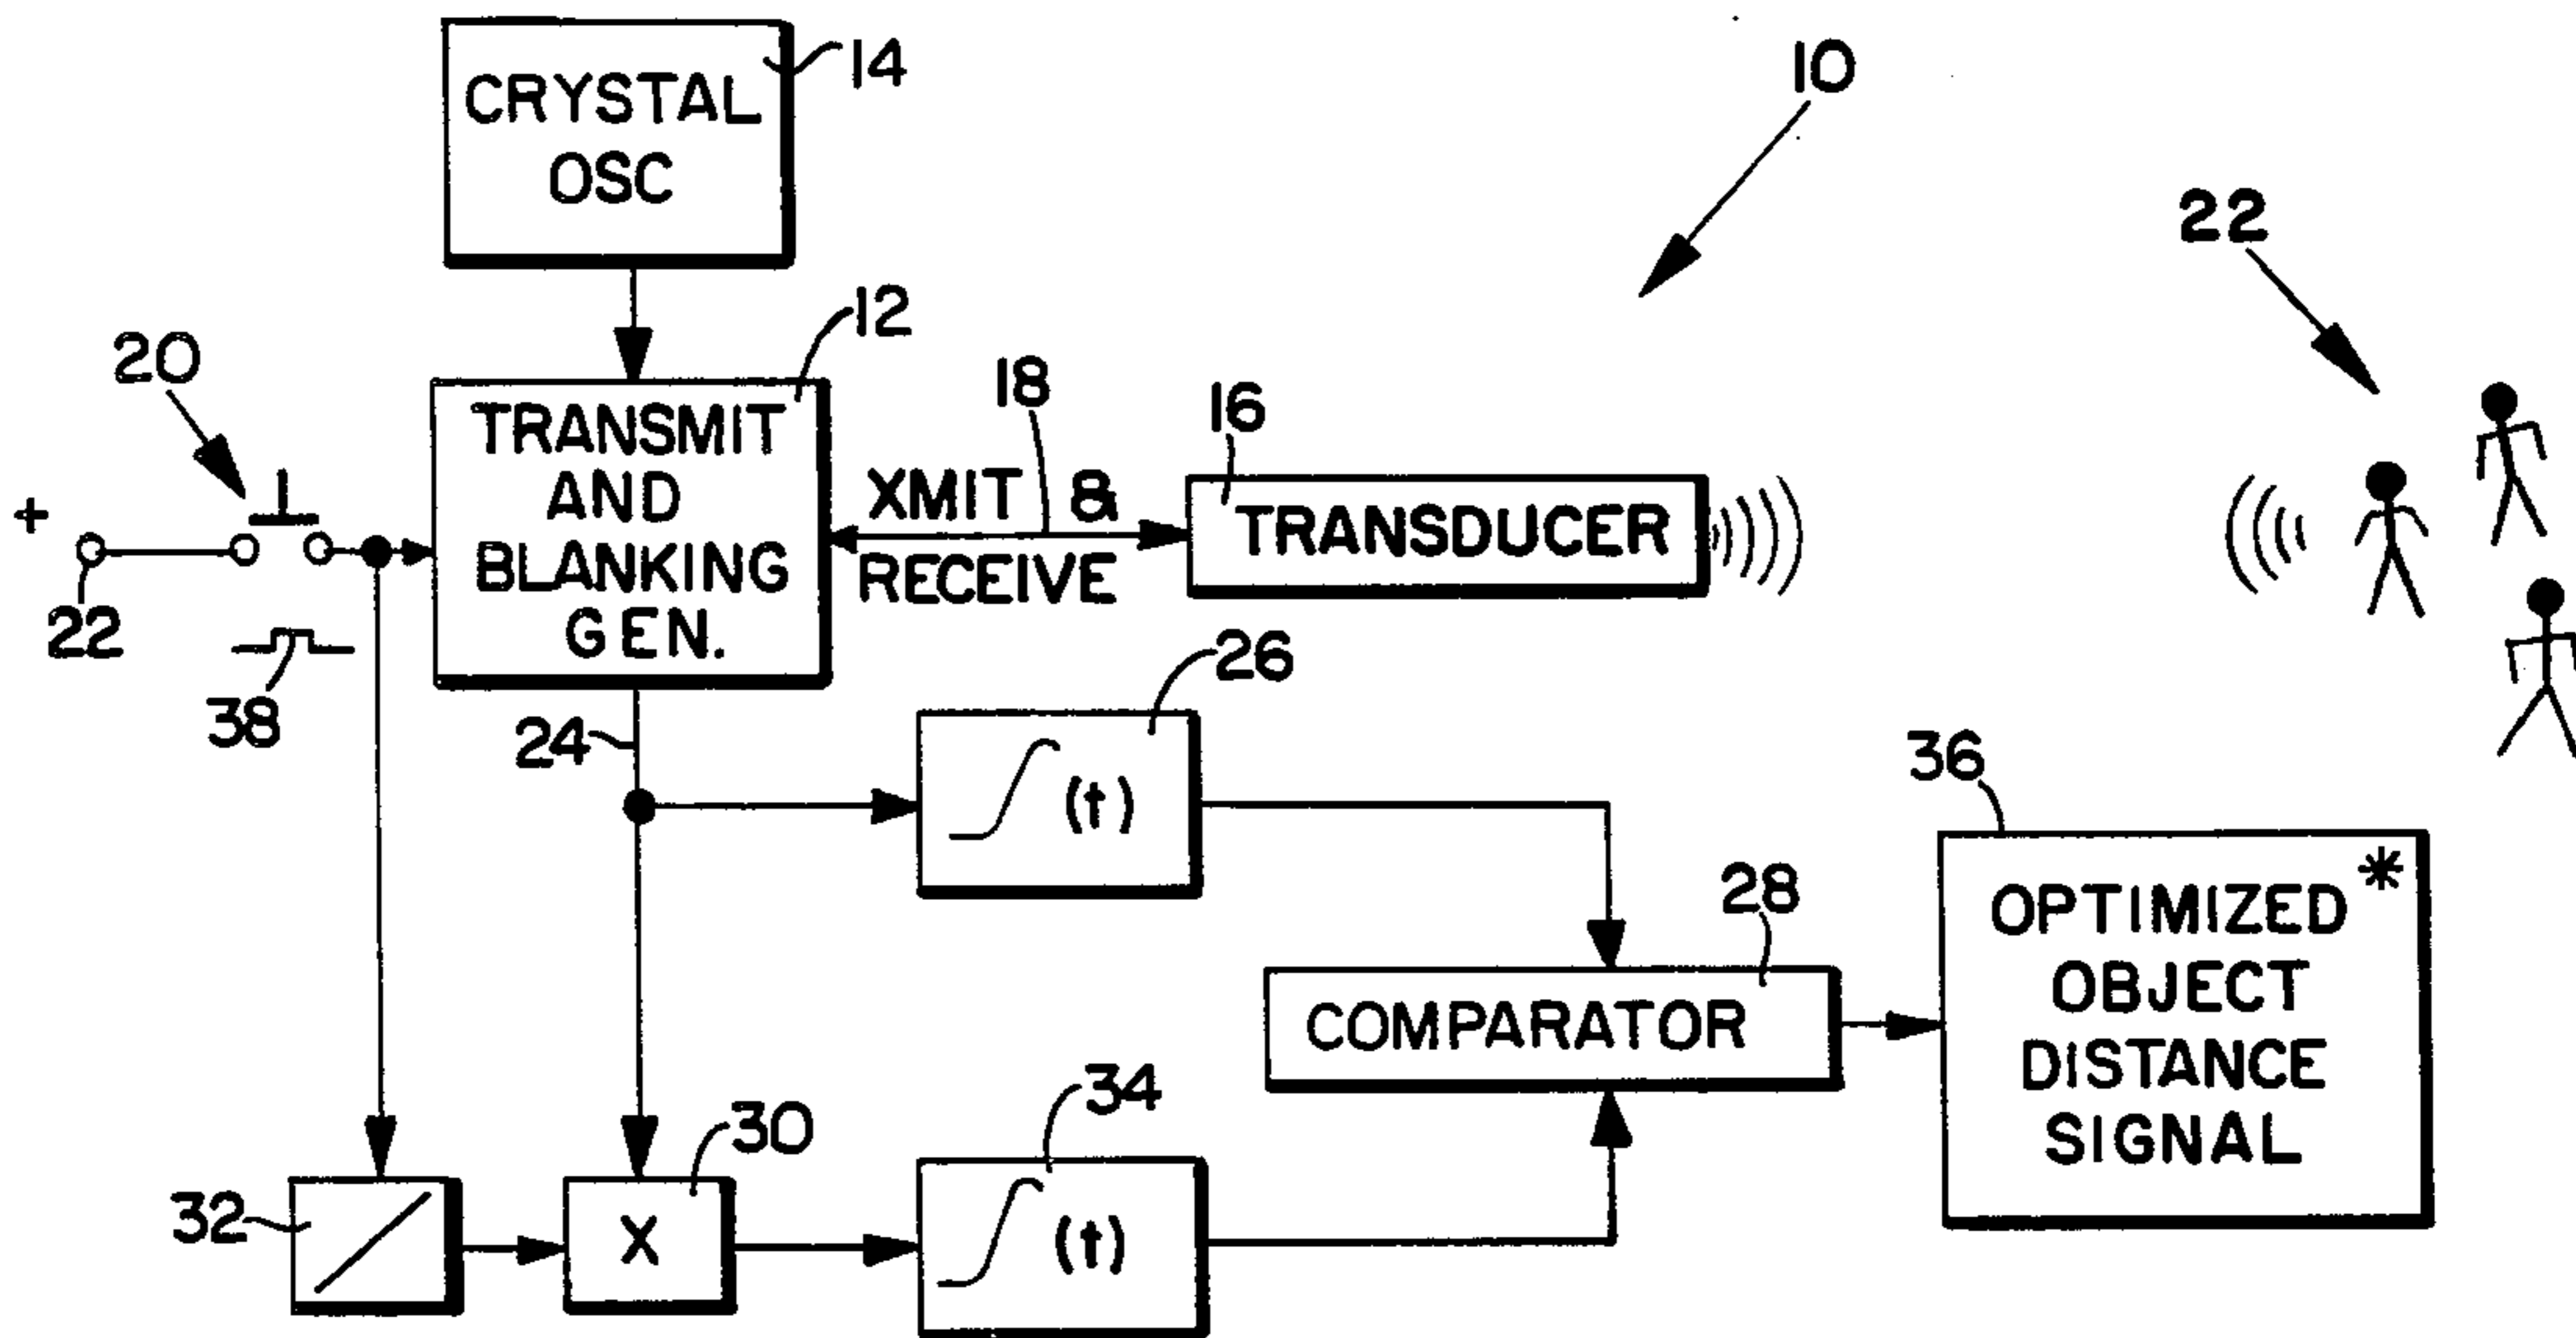 CRYSTAL
OSC
14
10
22
20
12
TRANSMIT
AND
BLANKING
GEN.
18
XMIT &
RECEIVE
16
TRANSDUCER
+
22
38
24
26
(t)
36
OPTIMIZED *
OBJECT
DISTANCE
SIGNAL
28
COMPARATOR
32
30
X
34
(t)